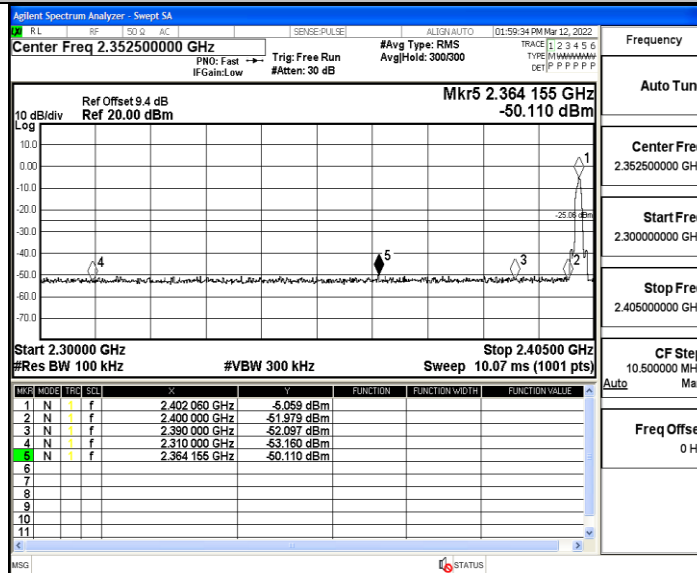 Agilent Spectrum Analyzer - Swept SA
RL RF 50 Ω AC SENSE:PULSE ALIGN AUTO 01:59:34 PM Mar 12, 2022
Center Freq 2.352500000 GHz
PNO: Fast
IFGain:Low
Trig: Free Run
#Atten: 30 dB
#Avg Type: RMS
Avg|Hold: 300/300
TRACE 1 2 3 4 5 6
TYPE MWWWWW
DET P P P P P P
Ref Offset 9.4 dB
10 dB/div Ref 20.00 dBm
Log
Mkr5 2.364 155 GHz
-50.110 dBm
10.0
0.00
-10.0
-20.0
-30.0
-40.0
-50.0
-60.0
-70.0
1
-25.06 dBm
4
5
3
2
Start 2.30000 GHz Stop 2.40500 GHz
#Res BW 100 kHz #VBW 300 kHz Sweep 10.07 ms (1001 pts)
MKR MODE TRC SCL X Y FUNCTION FUNCTION WIDTH FUNCTION VALUE
1 N 1 f 2.402 060 GHz -5.059 dBm
2 N 1 f 2.400 000 GHz -51.979 dBm
3 N 1 f 2.390 000 GHz -52.097 dBm
4 N 1 f 2.310 000 GHz -53.160 dBm
5 N 1 f 2.364 155 GHz -50.110 dBm
6
7
8
9
10
11
MSG STATUS
Frequency
Auto Tun
Center Fre
2.352500000 GH
Start Fre
2.300000000 GH
Stop Fre
2.405000000 GH
CF Step
10.500000 MH
Auto Ma
Freq Offse
0 H